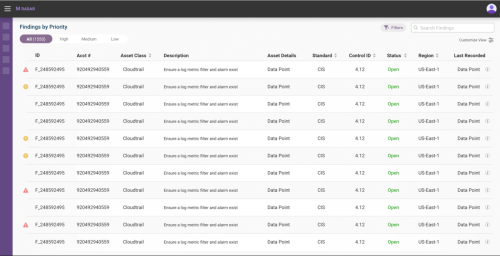 M NASARI
Findings by Priority
Filters
Search Findings
All (1253) High Medium Low
Customize View
ID Acct # Asset Class Description Asset Details Standard Control ID Status Region Last Recorded
F_248592495 920492940559 Cloudtrail Ensure a log metric filter and alarm exist Data Point CIS 4.12 Open US-East-1 Data Point
F_248592495 920492940559 Cloudtrail Ensure a log metric filter and alarm exist Data Point CIS 4.12 Open US-East-1 Data Point
F_248592495 920492940559 Cloudtrail Ensure a log metric filter and alarm exist Data Point CIS 4.12 Open US-East-1 Data Point
F_248592495 920492940559 Cloudtrail Ensure a log metric filter and alarm exist Data Point CIS 4.12 Open US-East-1 Data Point
F_248592495 920492940559 Cloudtrail Ensure a log metric filter and alarm exist Data Point CIS 4.12 Open US-East-1 Data Point
F_248592495 920492940559 Cloudtrail Ensure a log metric filter and alarm exist Data Point CIS 4.12 Open US-East-1 Data Point
F_248592495 920492940559 Cloudtrail Ensure a log metric filter and alarm exist Data Point CIS 4.12 Open US-East-1 Data Point
F_248592495 920492940559 Cloudtrail Ensure a log metric filter and alarm exist Data Point CIS 4.12 Open US-East-1 Data Point
F_248592495 920492940559 Cloudtrail Ensure a log metric filter and alarm exist Data Point CIS 4.12 Open US-East-1 Data Point
F_248592495 920492940559 Cloudtrail Ensure a log metric filter and alarm exist Data Point CIS 4.12 Open US-East-1 Data Point
F_248592495 920492940559 Cloudtrail Ensure a log metric filter and alarm exist Data Point CIS 4.12 Open US-East-1 Data Point